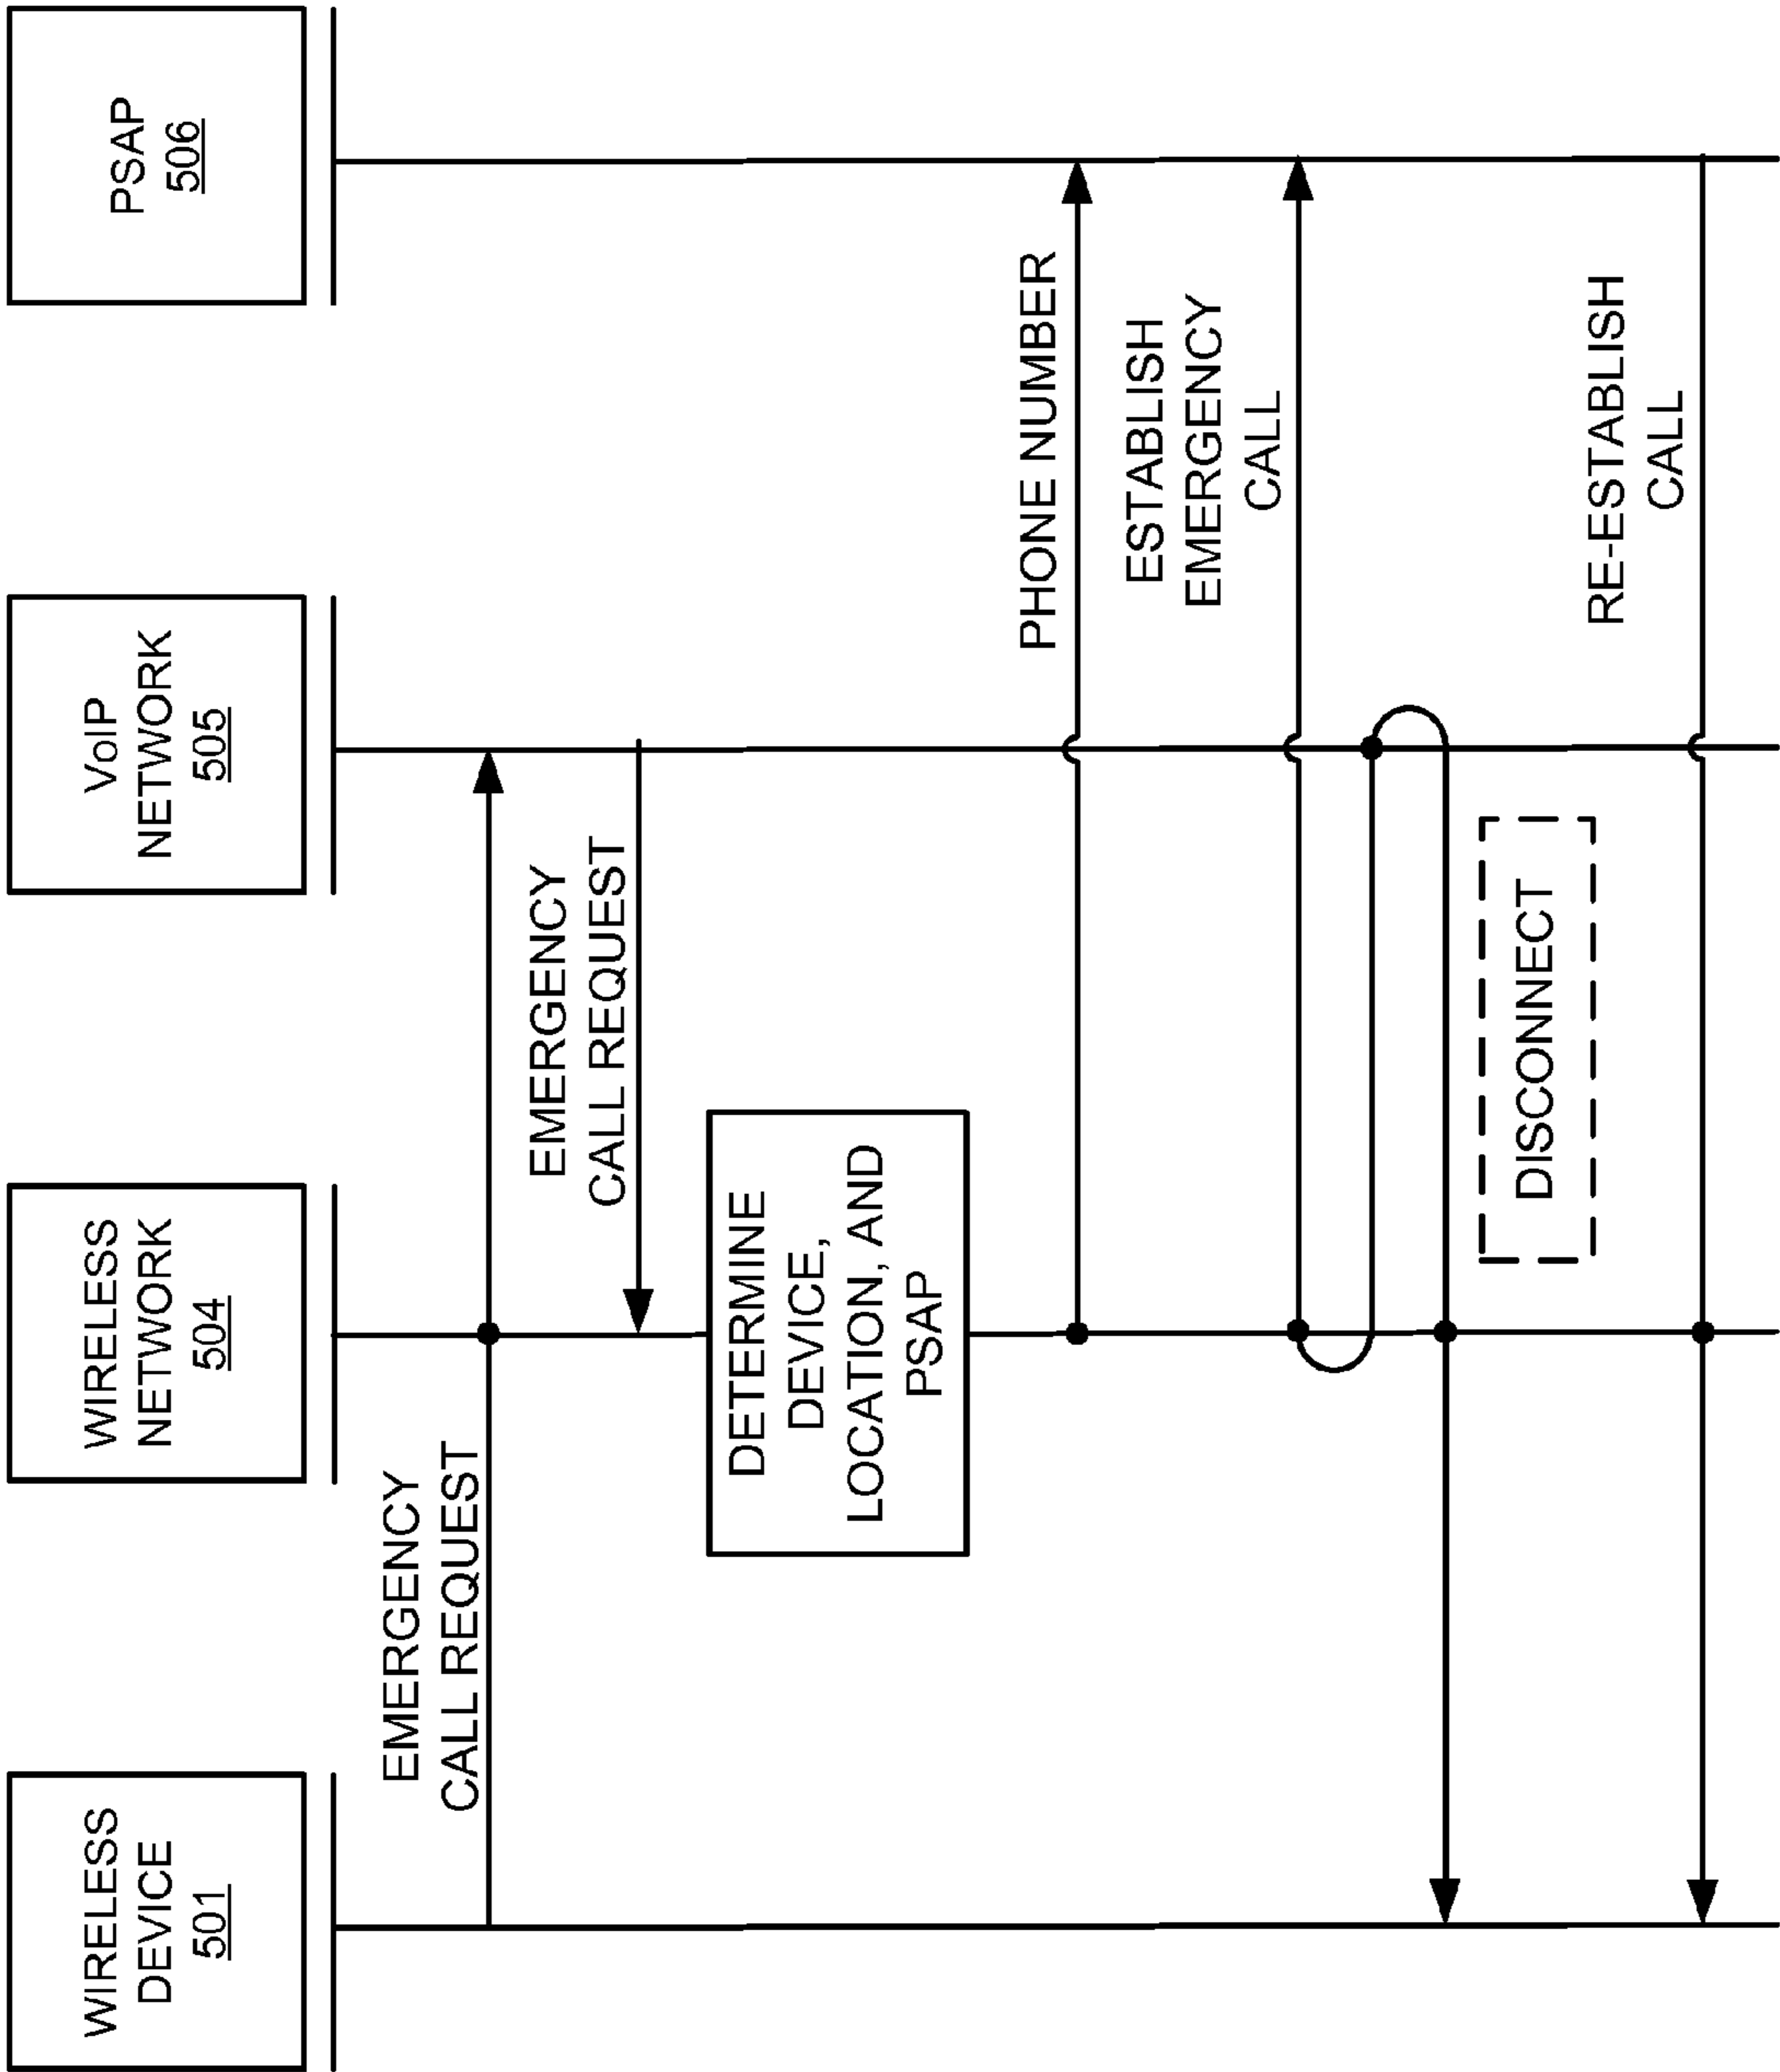 WIRELESS
DEVICE
501
WIRELESS
NETWORK
504
VoIP
NETWORK
505
PSAP
506
EMERGENCY
CALL REQUEST
EMERGENCY
CALL REQUEST
DETERMINE
DEVICE,
LOCATION, AND
PSAP
PHONE NUMBER
ESTABLISH
EMERGENCY
CALL
DISCONNECT
RE-ESTABLISH
CALL